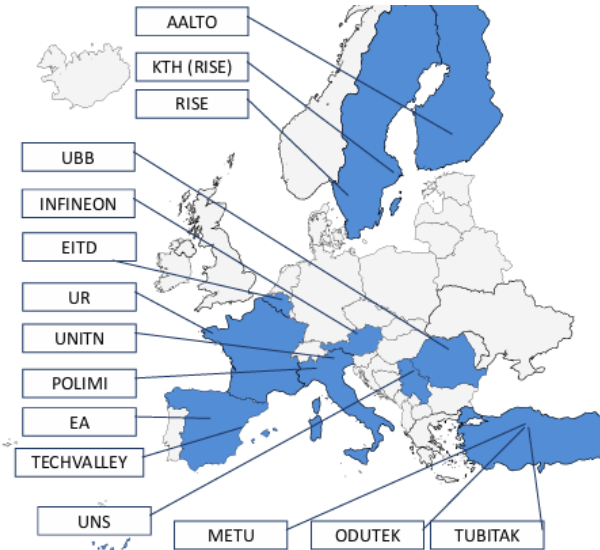 AALTO
KTH (RISE)
RISE
UBB
INFINEON
EITD
UR
UNITN
POLIMI
EA
TECHVALLEY
UNS
METU
ODUTEK
TUBITAK